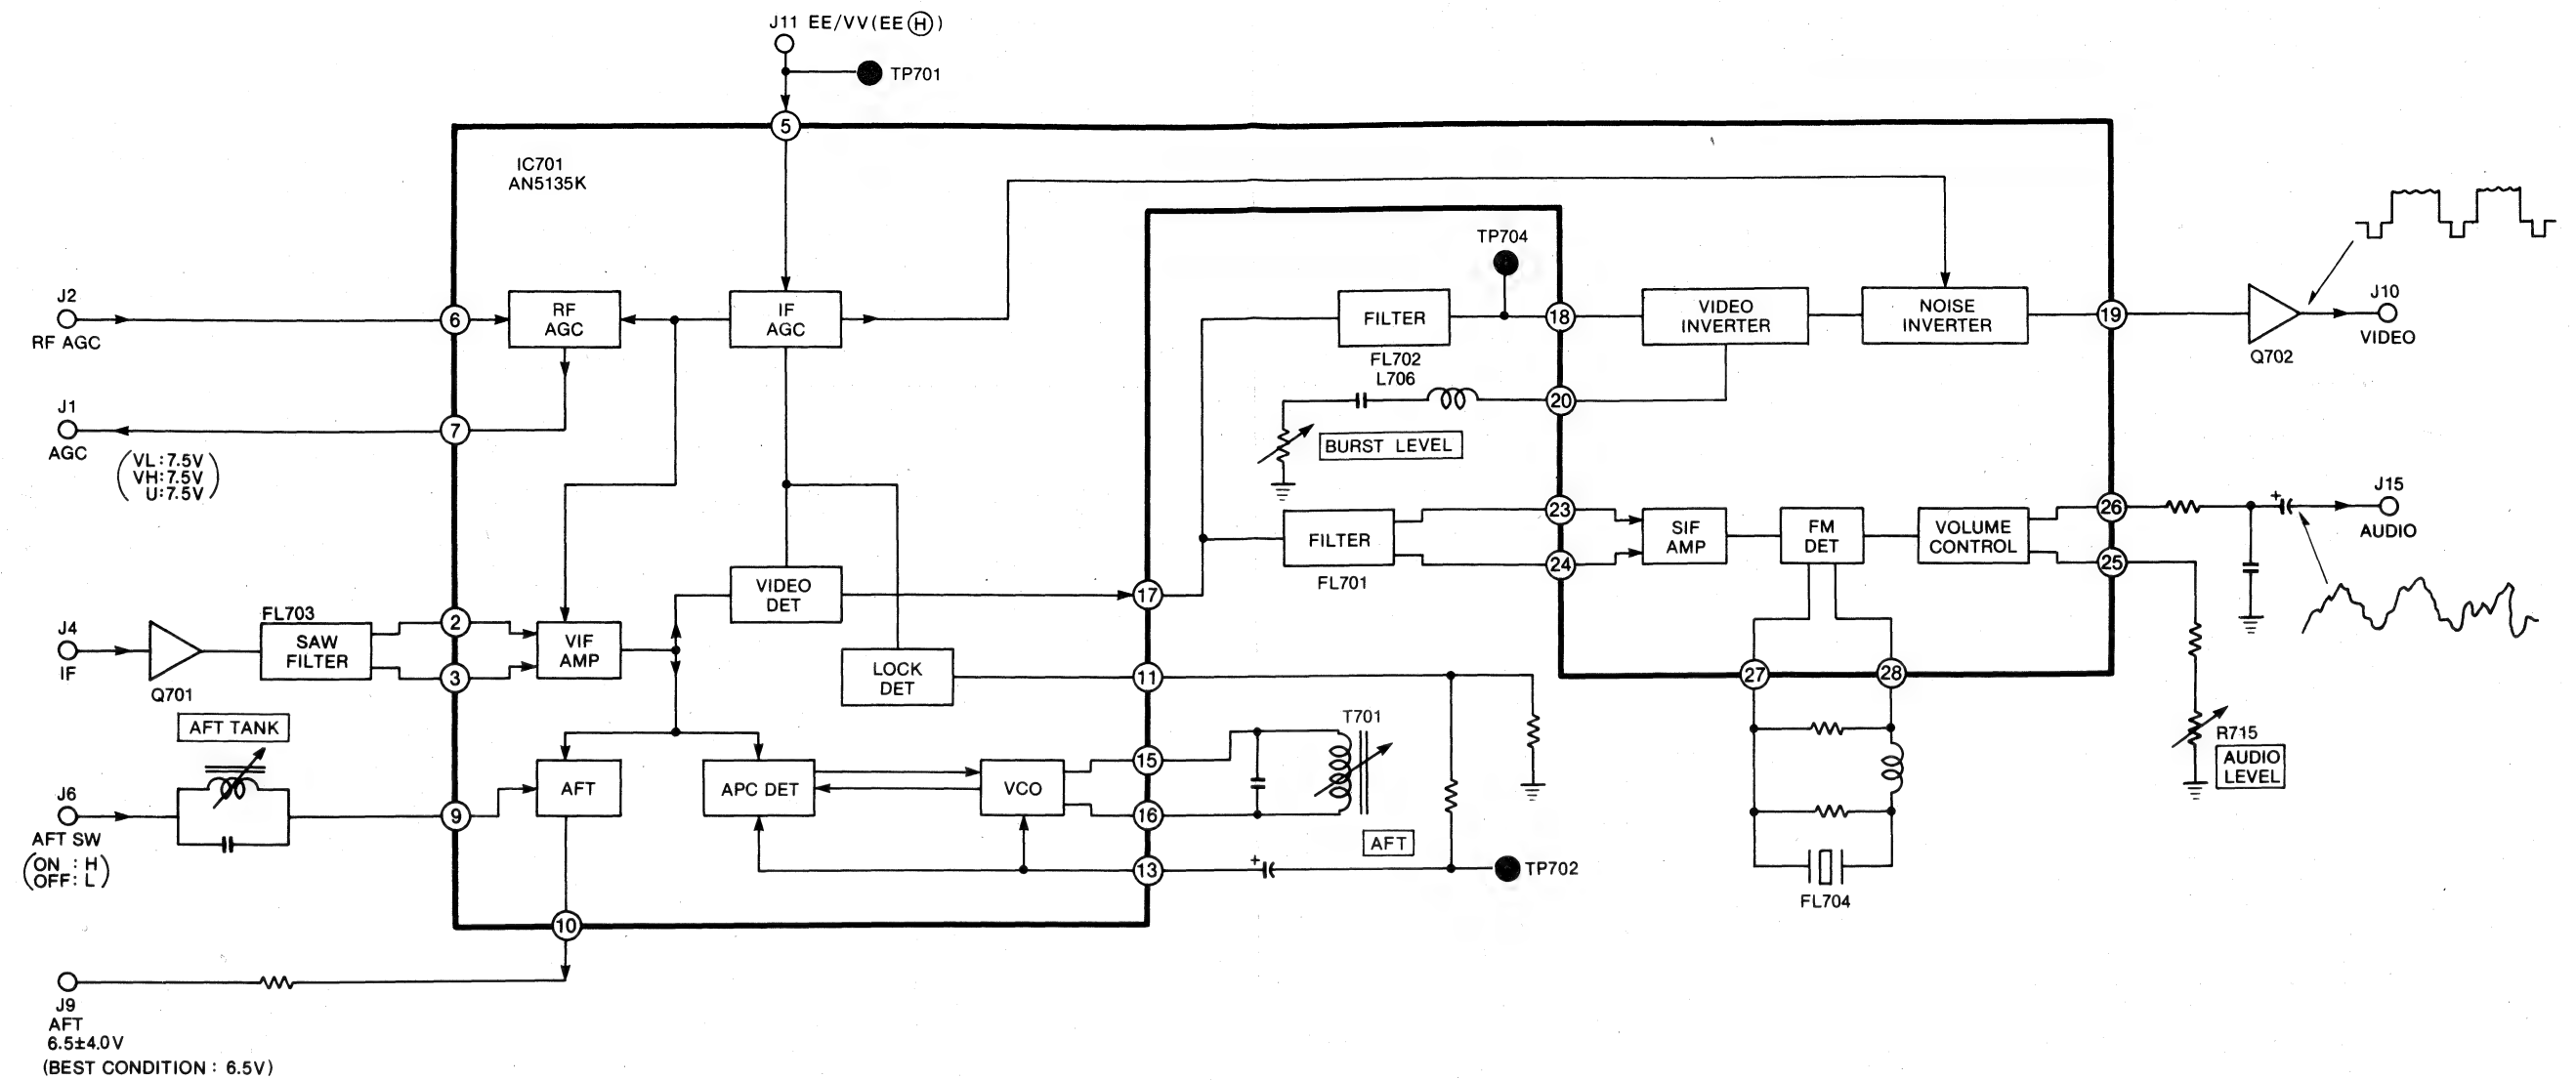 J11 EE/VV(EE H)
TP701
5
IC701
AN5135K
J2
RF AGC
6
RF
AGC
IF
AGC
J1
AGC
7
(VL:7.5V
VH:7.5V
U:7.5V)
TP704
FILTER
FL702
L706
18
VIDEO
INVERTER
NOISE
INVERTER
19
Q702
J10
VIDEO
20
BURST LEVEL
FILTER
FL701
23
24
SIF
AMP
FM
DET
VOLUME
CONTROL
26
25
+
J15
AUDIO
VIDEO
DET
17
J4
IF
Q701
FL703
SAW
FILTER
2
3
VIF
AMP
LOCK
DET
11
27
28
R715
AUDIO
LEVEL
AFT TANK
J6
AFT SW
(ON : H
OFF: L)
9
AFT
APC DET
VCO
15
16
T701
AFT
13
+
TP702
FL704
10
J9
AFT
6.5±4.0V
(BEST CONDITION : 6.5V)